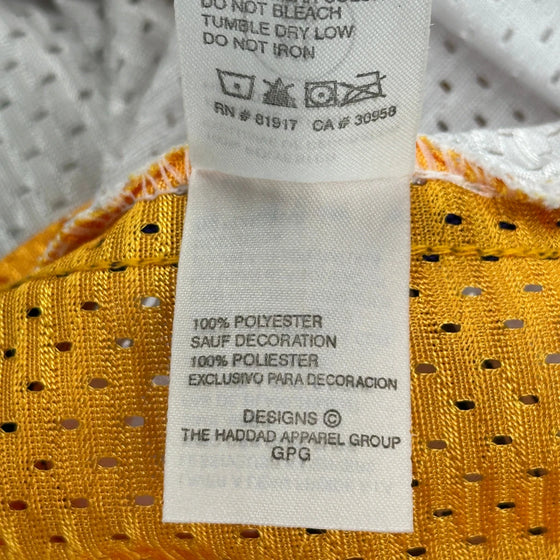 DO NOT BLEACH
TUMBLE DRY LOW
DO NOT IRON
RN # 81917 CA # 30958
100% POLYESTER
SAUF DECORATION
100% POLIESTER
EXCLUSIVO PARA DECORACION
DESIGNS ©
THE HADDAD APPAREL GROUP
GPG